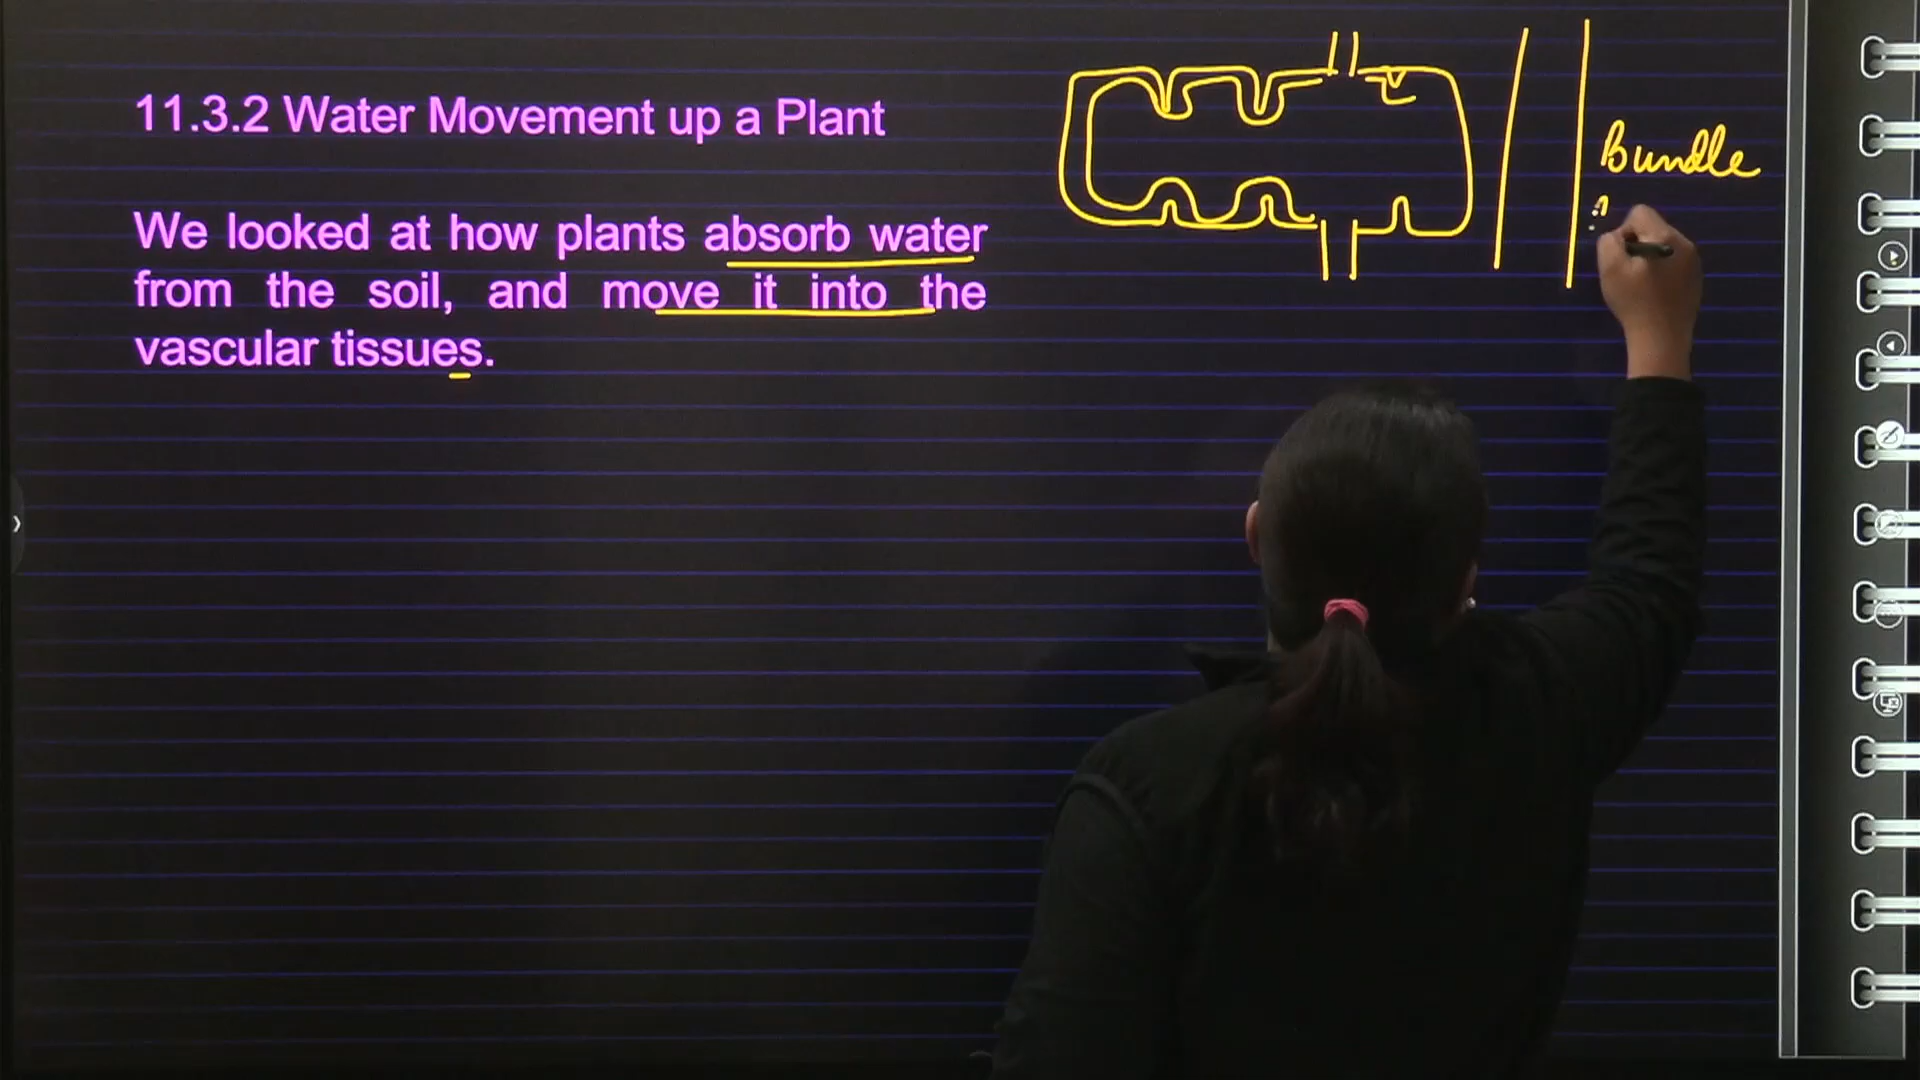 11.3.2 Water Movement up a Plant
We looked at how plants absorb water
from the soil, and move it into the
vascular tissues.
Bundle